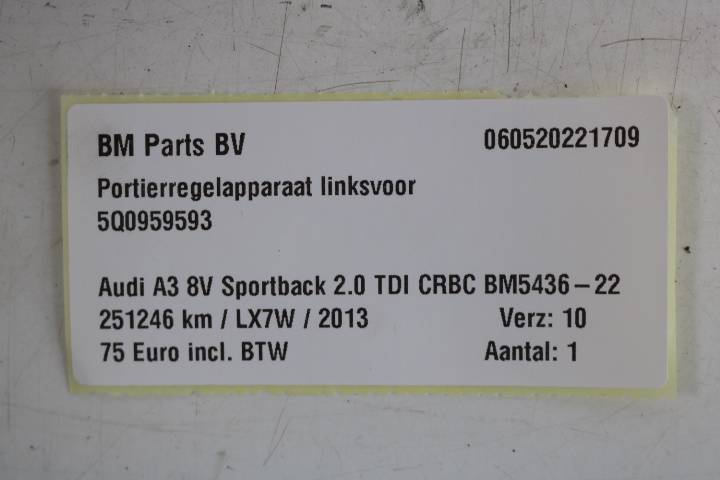 BM Parts BV 060520221709
Portierregelapparaat linksvoor
5Q0959593
Audi A3 8V Sportback 2.0 TDI CRBC BM5436-22
251246 km / LX7W / 2013 Verz: 10
75 Euro incl. BTW Aantal: 1